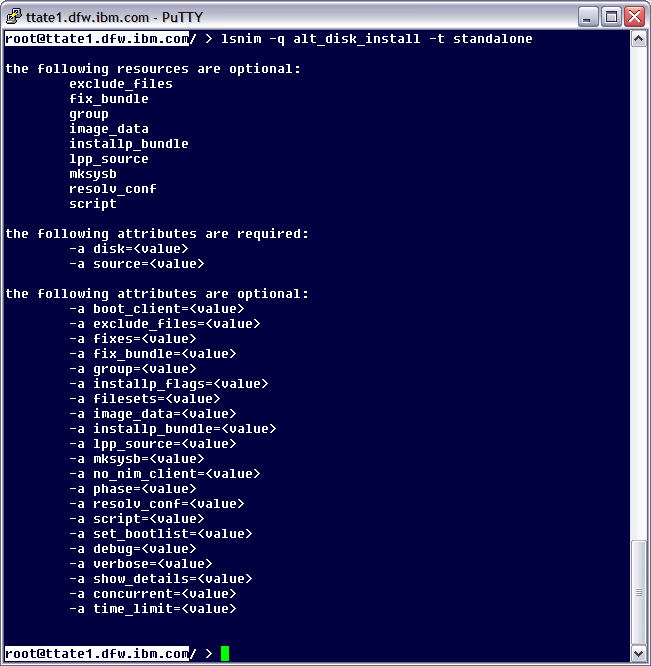 ttate1.dfw.ibm.com - PuTTY
root@ttate1.dfw.ibm.com/ > lsnim -q alt_disk_install -t standalone
the following resources are optional:
exclude_files
fix_bundle
group
image_data
installp_bundle
lpp_source
mksysb
resolv_conf
script
the following attributes are required:
-a disk=<value>
-a source=<value>
the following attributes are optional:
-a boot_client=<value>
-a exclude_files=<value>
-a fixes=<value>
-a fix_bundle=<value>
-a group=<value>
-a installp_flags=<value>
-a filesets=<value>
-a image_data=<value>
-a installp_bundle=<value>
-a lpp_source=<value>
-a mksysb=<value>
-a no_nim_client=<value>
-a phase=<value>
-a resolv_conf=<value>
-a script=<value>
-a set_bootlist=<value>
-a debug=<value>
-a verbose=<value>
-a show_details=<value>
-a concurrent=<value>
-a time_limit=<value>
root@ttate1.dfw.ibm.com/ >